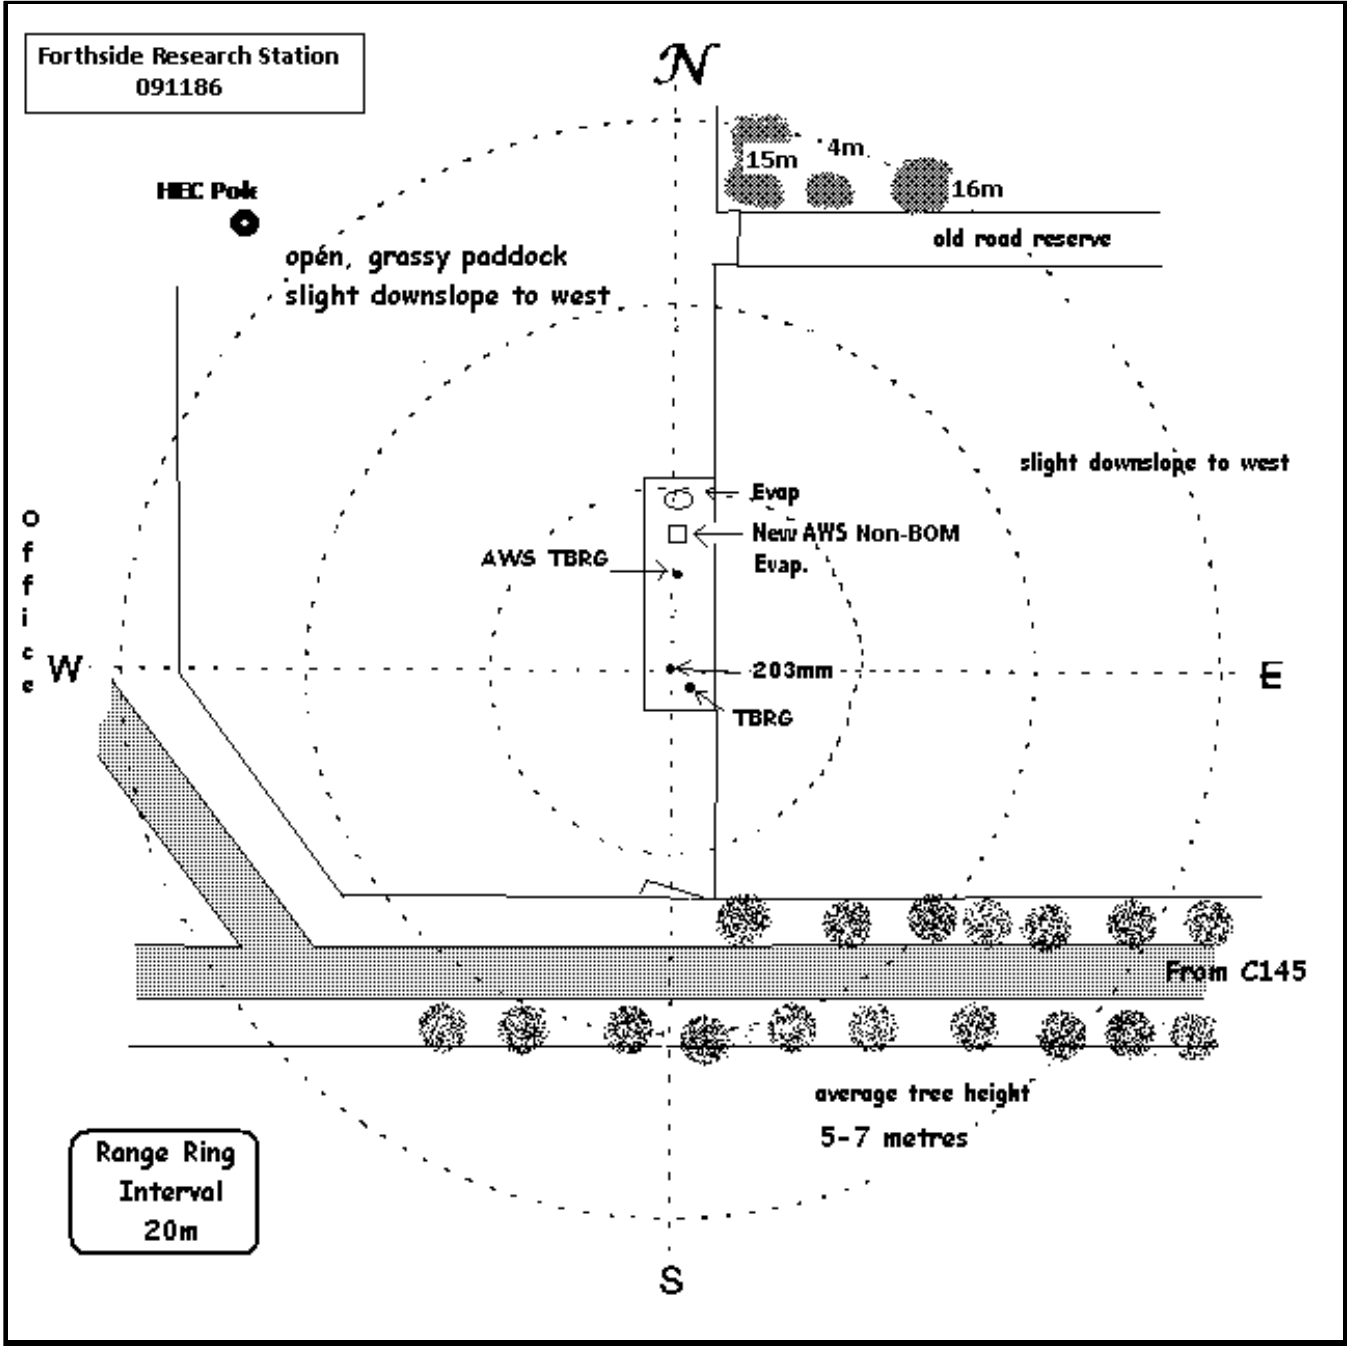 Forthside Research Station
091186
N
HEC Pole
15m
4m
16m
old road reserve
open, grassy paddock
slight downslope to west
slight downslope to west
Evap
New AWS Non-BOM
Evap.
AWS TBRG
office
W
E
203mm
TBRG
From C145
average tree height
5-7 metres
Range Ring
Interval
20m
S